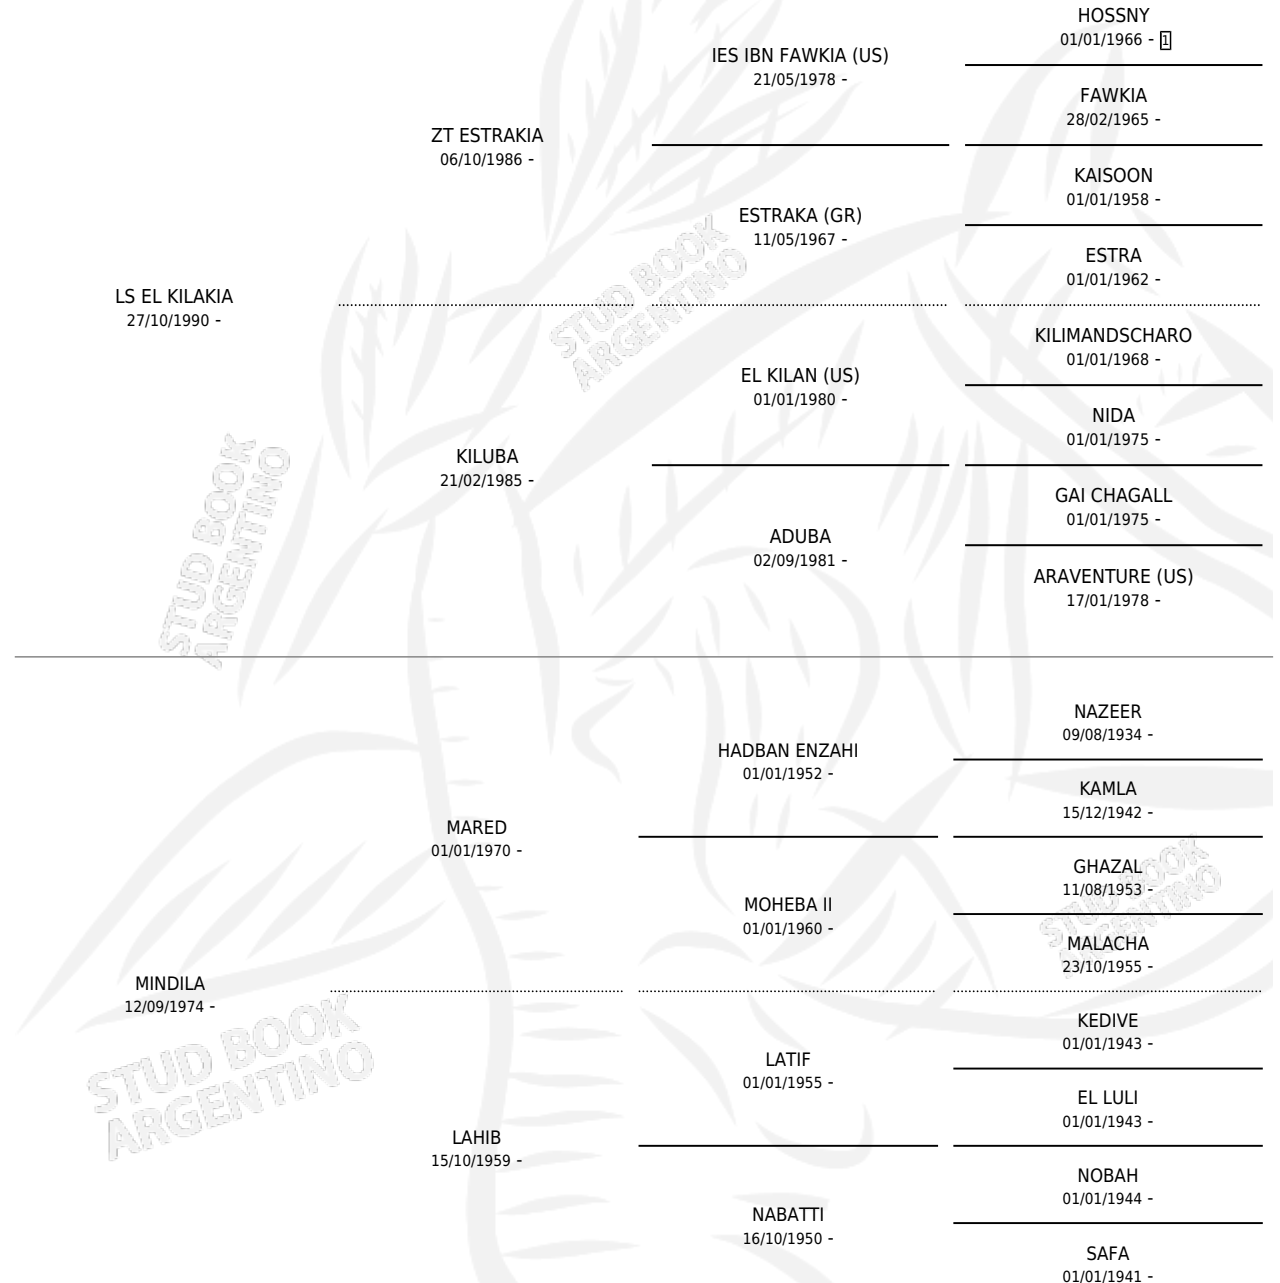 HOSSNY
01/01/1966 - 1
IES IBN FAWKIA (US)
21/05/1978 -
FAWKIA
28/02/1965 -
ZT ESTRAKIA
06/10/1986 -
KAISOON
01/01/1958 -
ESTRAKA (GR)
11/05/1967 -
ESTRA
01/01/1962 -
LS EL KILAKIA
27/10/1990 -
KILIMANDSCHARO
01/01/1968 -
EL KILAN (US)
01/01/1980 -
NIDA
01/01/1975 -
KILUBA
21/02/1985 -
GAI CHAGALL
01/01/1975 -
ADUBA
02/09/1981 -
ARAVENTURE (US)
17/01/1978 -
STUD BOOK
ARGENTINO
STUD BOOK
ARGENTINO
NAZEER
09/08/1934 -
HADBAN ENZAHI
01/01/1952 -
KAMLA
15/12/1942 -
MARED
01/01/1970 -
GHAZAL
11/08/1953 -
MOHEBA II
01/01/1960 -
MALACHA
23/10/1955 -
STUD BOOK
ARGENTINO
MINDILA
12/09/1974 -
KEDIVE
01/01/1943 -
LATIF
01/01/1955 -
EL LULI
01/01/1943 -
STUD BOOK
ARGENTINO
LAHIB
15/10/1959 -
NOBAH
01/01/1944 -
NABATTI
16/10/1950 -
SAFA
01/01/1941 -